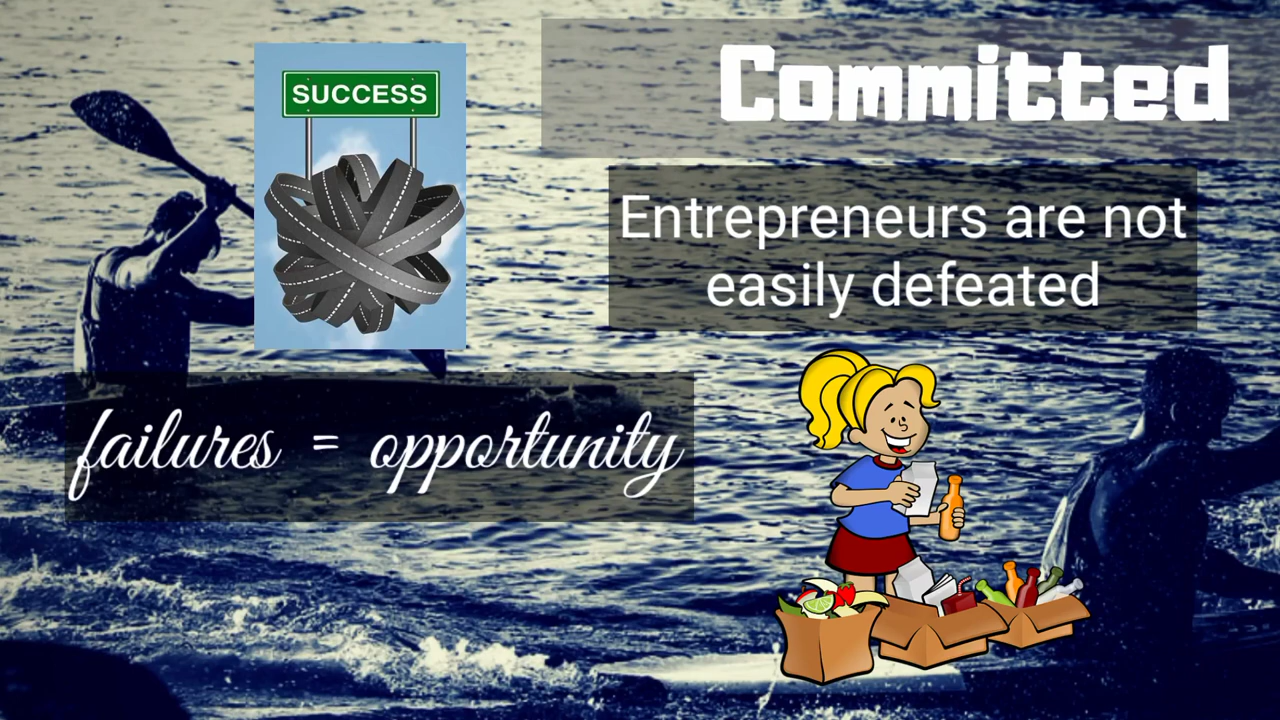 SUCCESS
Committed
Entrepreneurs are not
easily defeated
failures = opportunity